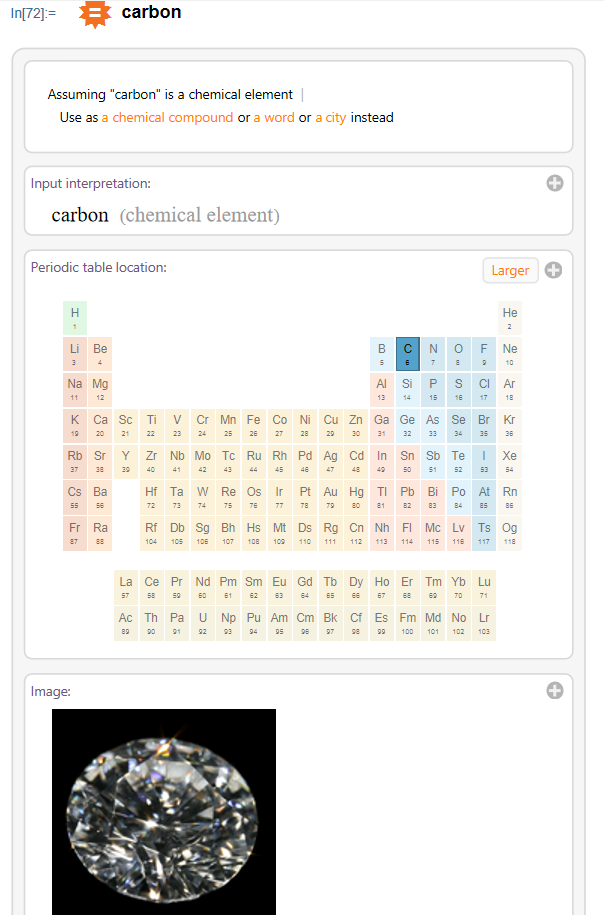 In[72]:= carbon
Assuming "carbon" is a chemical element |
Use as a chemical compound or a word or a city instead
Input interpretation:
carbon (chemical element)
Periodic table location:
Larger
H He
1 2
Li Be B C N O F Ne
3 4 5 6 7 8 9 10
Na Mg Al Si P S Cl Ar
11 12 13 14 15 16 17 18
K Ca Sc Ti V Cr Mn Fe Co Ni Cu Zn Ga Ge As Se Br Kr
19 20 21 22 23 24 25 26 27 28 29 30 31 32 33 34 35 36
Rb Sr Y Zr Nb Mo Tc Ru Rh Pd Ag Cd In Sn Sb Te I Xe
37 38 39 40 41 42 43 44 45 46 47 48 49 50 51 52 53 54
Cs Ba Hf Ta W Re Os Ir Pt Au Hg Tl Pb Bi Po At Rn
55 56 72 73 74 75 76 77 78 79 80 81 82 83 84 85 86
Fr Ra Rf Db Sg Bh Hs Mt Ds Rg Cn Nh Fl Mc Lv Ts Og
87 88 104 105 106 107 108 109 110 111 112 113 114 115 116 117 118
La Ce Pr Nd Pm Sm Eu Gd Tb Dy Ho Er Tm Yb Lu
57 58 59 60 61 62 63 64 65 66 67 68 69 70 71
Ac Th Pa U Np Pu Am Cm Bk Cf Es Fm Md No Lr
89 90 91 92 93 94 95 96 97 98 99 100 101 102 103
Image: